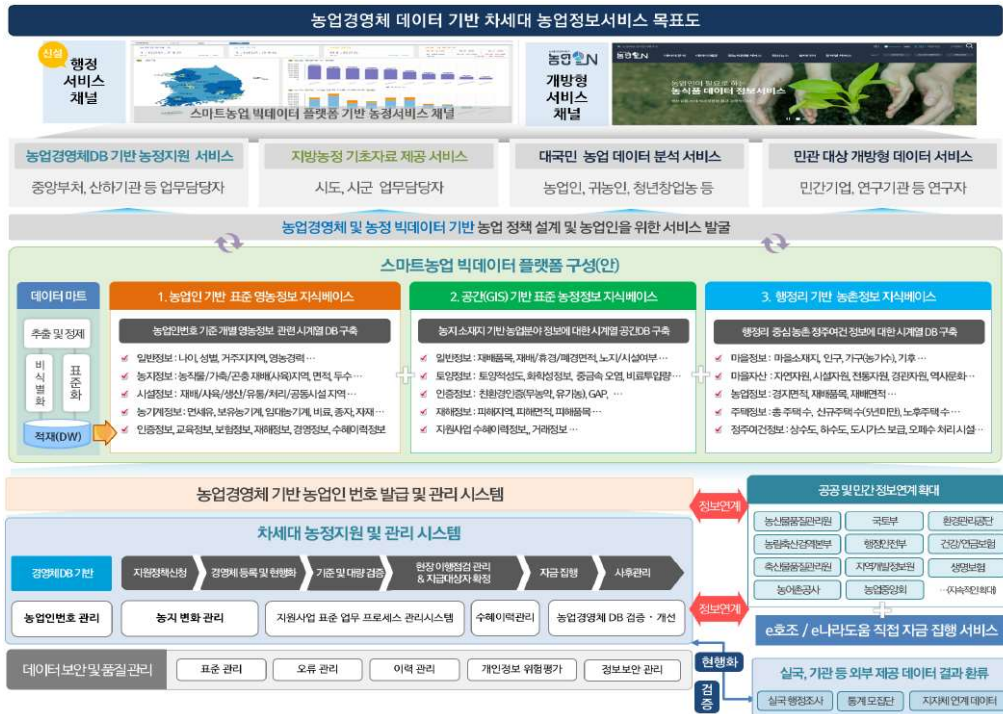 농업경영체 데이터 기반 차세대 농업정보서비스 목표도
신설
행정
서비스
채널
스마트농업 빅데이터 플랫폼 기반 농정서비스 채널
개방형
서비스
채널
농업인이 필요로 하는
농식품 데이터 정보서비스
농업경영체DB 기반 농정지원 서비스
중앙부처, 산하기관 등 업무담당자
지방농정 기초자료 제공 서비스
시도, 시군 업무담당자
대국민 농업 데이터 분석 서비스
농업인, 귀농인, 청년창업농 등
민관 대상 개방형 데이터 서비스
민간기업, 연구기관 등 연구자
농업경영체 및 농정 빅데이터 기반 농업 정책 설계 및 농업인을 위한 서비스 발굴
스마트농업 빅데이터 플랫폼 구성(안)
데이터 마트
추출 및 정제
비식별화
표준화
적재(DW)
1. 농업인 기반 표준 영농정보 지식베이스
농업인번호 기준 개별 영농정보 관련 시계열 DB 구축
일반정보 : 나이, 성별, 거주지지역, 영농경력 …
농지정보 : 농작물/가축/곤충 재배(사육)지역, 면적, 두수…
시설정보 : 재배/사육/생산/유통/처리/공동시설 지역…
농기계정보 : 면세유, 보유농기계, 임대농기계, 비료, 종자, 자재 …
인증정보, 교육정보, 보험정보, 재해정보, 경영정보, 수혜이력정보
2. 공간(GIS) 기반 표준 농정정보 지식베이스
농지 소재지 기반 농업분야 정보에 대한 시계열 공간DB 구축
일반정보 : 재배품목, 재배/휴경/폐경면적, 노지/시설여부 …
토양정보 : 토양적성도, 화학성정보, 중금속 오염, 비료투입량…
인증정보 : 친환경인증(무농약, 유기농), GAP, …
재해정보 : 피해지역, 피해면적, 피해품목 …
지원사업 수혜이력정보,, 거래정보 …
3. 행정리 기반 농촌정보 지식베이스
행정리 중심 농촌 정주여건 정보에 대한 시계열 DB 구축
마을정보 : 마을소재지, 인구, 가구(농가수), 기후 …
마을자산 : 자연자원, 시설자원, 전통자원, 경관자원, 역사문화 …
농업정보 : 경지면적, 재배품목, 재배면적 …
주택정보 : 총 주택 수, 신규주택 수(5년미만), 노후주택 수 …
정주여건정보 : 상수도, 하수도, 도시가스 보급, 오폐수 처리 시설…
농업경영체 기반 농업인 번호 발급 및 관리 시스템
정보연계
차세대 농정지원 및 관리 시스템
경영체DB 기반
지원정책신청
경영체 등록 및 현행화
기준 및 대량 검증
현장 이행점검 관리
& 지급대상자 확정
자금 집행
사후관리
농업인번호 관리
농지 변화 관리
지원사업 표준 업무 프로세스 관리시스템
수혜이력관리
농업경영체 DB 검증 · 개선
정보연계
데이터 보안 및 품질 관리
표준 관리
오류 관리
이력 관리
개인정보 위험평가
정보보안 관리
현행화
검증
공공 및 민간 정보연계 확대
농산물품질관리원
국토부
환경관리공단
농림축산검역본부
행정안전부
건강/연금보험
축산물품질관리원
지역개발정보원
생명보험
농어촌공사
농업중앙회
…(지속적인 확대)
e호조 / e나라도움 직접 자금 집행 서비스
실국, 기관 등 외부 제공 데이터 결과 환류
실국 행정조사
통계 모집단
지자체 연계 데이터